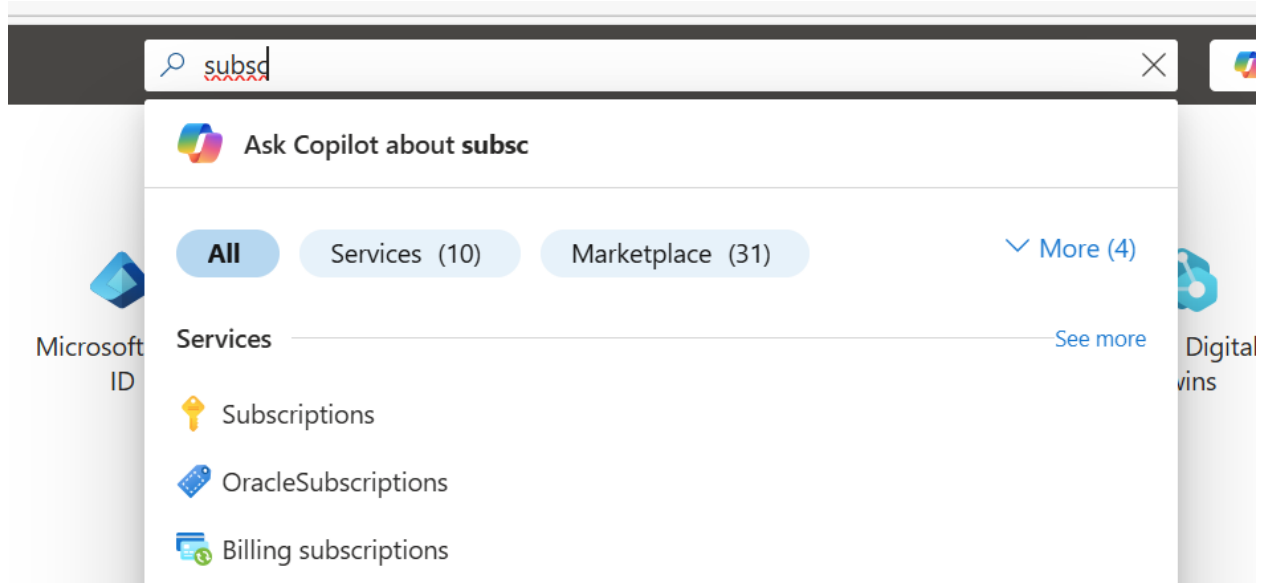 subsc
Ask Copilot about subsc
All
Services (10)
Marketplace (31)
More (4)
Services
See more
Microsoft
ID
Digital
wins
Subscriptions
OracleSubscriptions
Billing subscriptions